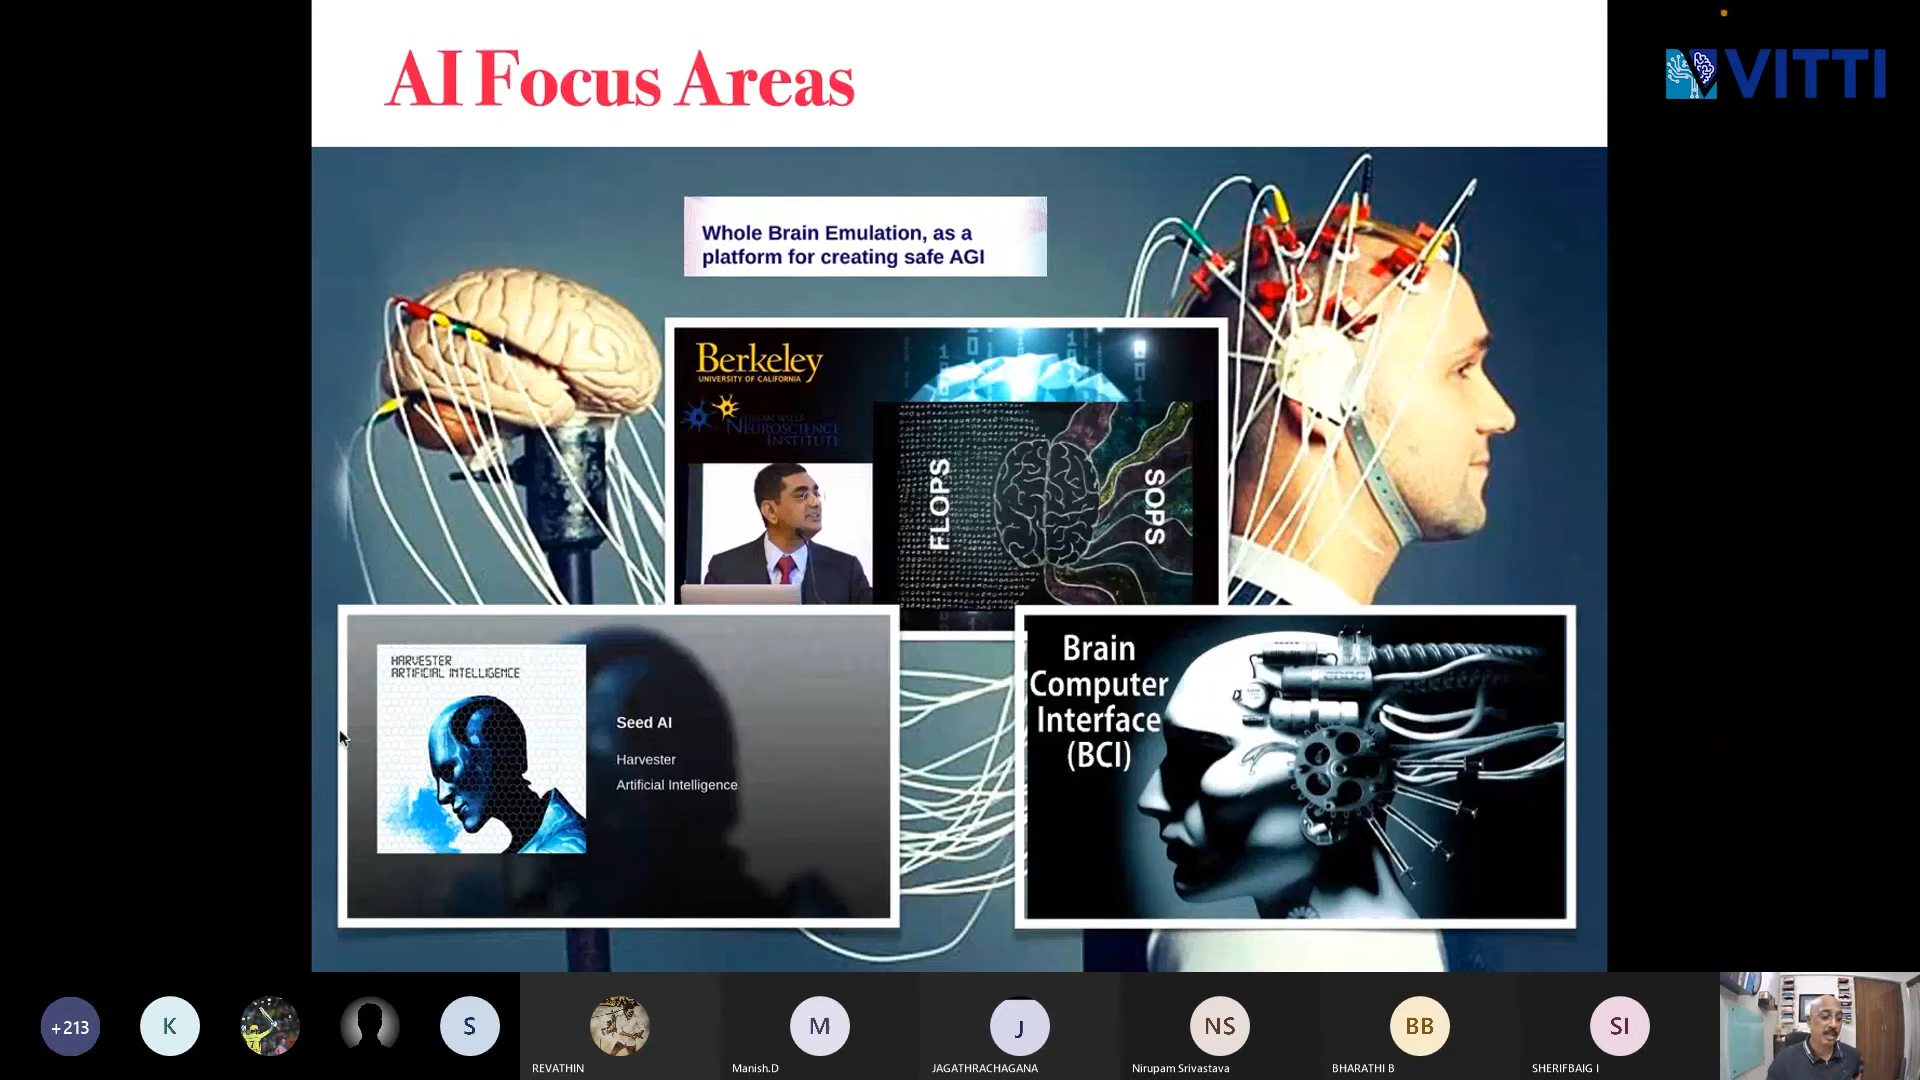 AI Focus Areas
VITTI
Whole Brain Emulation, as a
platform for creating safe AGI
Berkeley
UNIVERSITY OF CALIFORNIA
NEUROSCIENCE
INSTITUTE
FLOPS
SOPS
HARVESTER
ARTIFICIAL INTELLIGENCE
Seed AI
Harvester
Artificial Intelligence
Brain
Computer
Interface
(BCI)
+213
K
S
M
J
NS
BB
SI
REVATHIN
Manish.D
JAGATHRACHAGANA
Nirupam Srivastava
BHARATHI B
SHERIFBAIG I